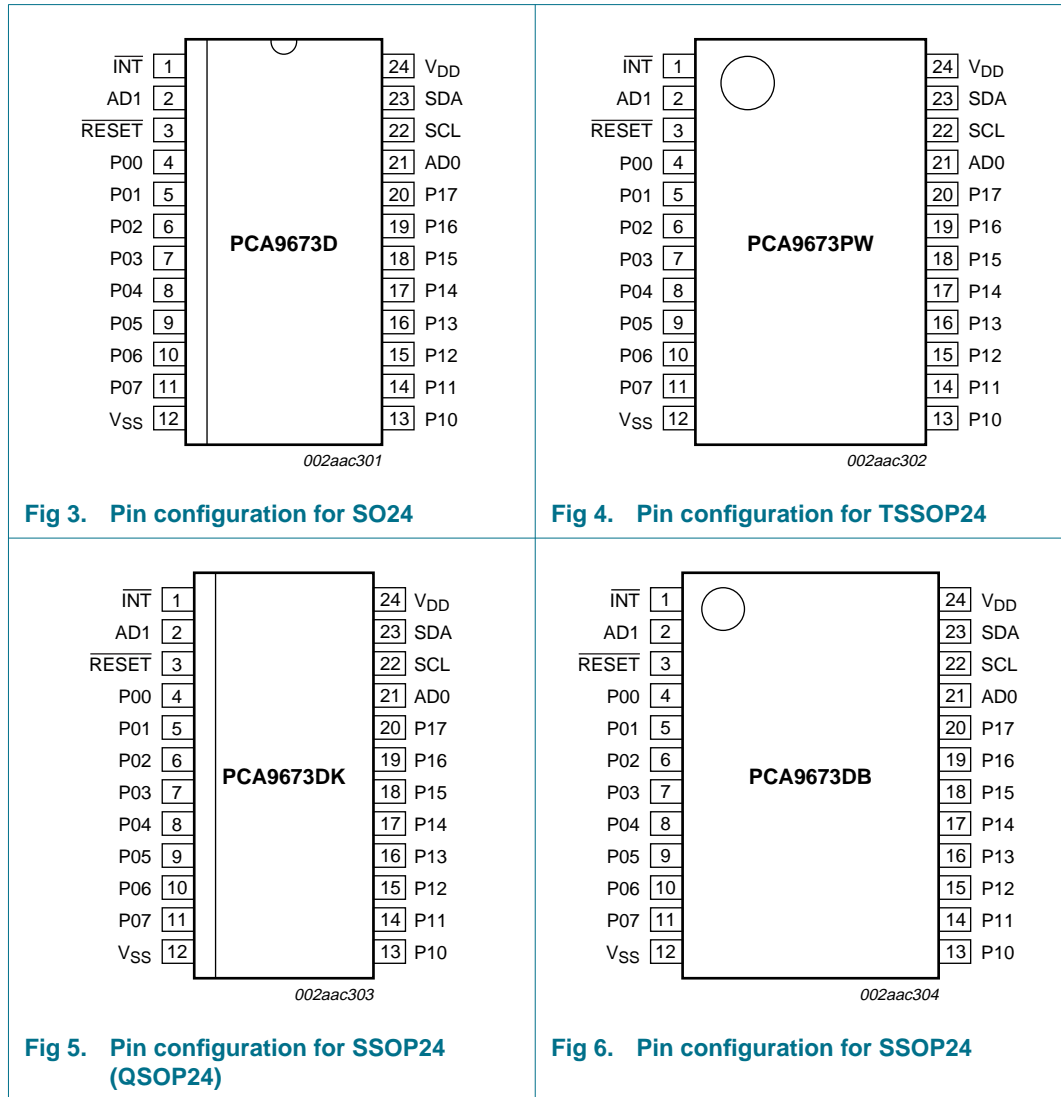 INT 1 24 VDD
AD1 2 23 SDA
RESET 3 22 SCL
P00 4 21 AD0
P01 5 20 P17
P02 6 19 P16
P03 7 18 P15
P04 8 17 P14
P05 9 16 P13
P06 10 15 P12
P07 11 14 P11
VSS 12 13 P10
PCA9673D
002aac301
Fig 3. Pin configuration for SO24
INT 1 24 VDD
AD1 2 23 SDA
RESET 3 22 SCL
P00 4 21 AD0
P01 5 20 P17
P02 6 19 P16
P03 7 18 P15
P04 8 17 P14
P05 9 16 P13
P06 10 15 P12
P07 11 14 P11
VSS 12 13 P10
PCA9673PW
002aac302
Fig 4. Pin configuration for TSSOP24
INT 1 24 VDD
AD1 2 23 SDA
RESET 3 22 SCL
P00 4 21 AD0
P01 5 20 P17
P02 6 19 P16
P03 7 18 P15
P04 8 17 P14
P05 9 16 P13
P06 10 15 P12
P07 11 14 P11
VSS 12 13 P10
PCA9673DK
002aac303
Fig 5. Pin configuration for SSOP24
(QSOP24)
INT 1 24 VDD
AD1 2 23 SDA
RESET 3 22 SCL
P00 4 21 AD0
P01 5 20 P17
P02 6 19 P16
P03 7 18 P15
P04 8 17 P14
P05 9 16 P13
P06 10 15 P12
P07 11 14 P11
VSS 12 13 P10
PCA9673DB
002aac304
Fig 6. Pin configuration for SSOP24